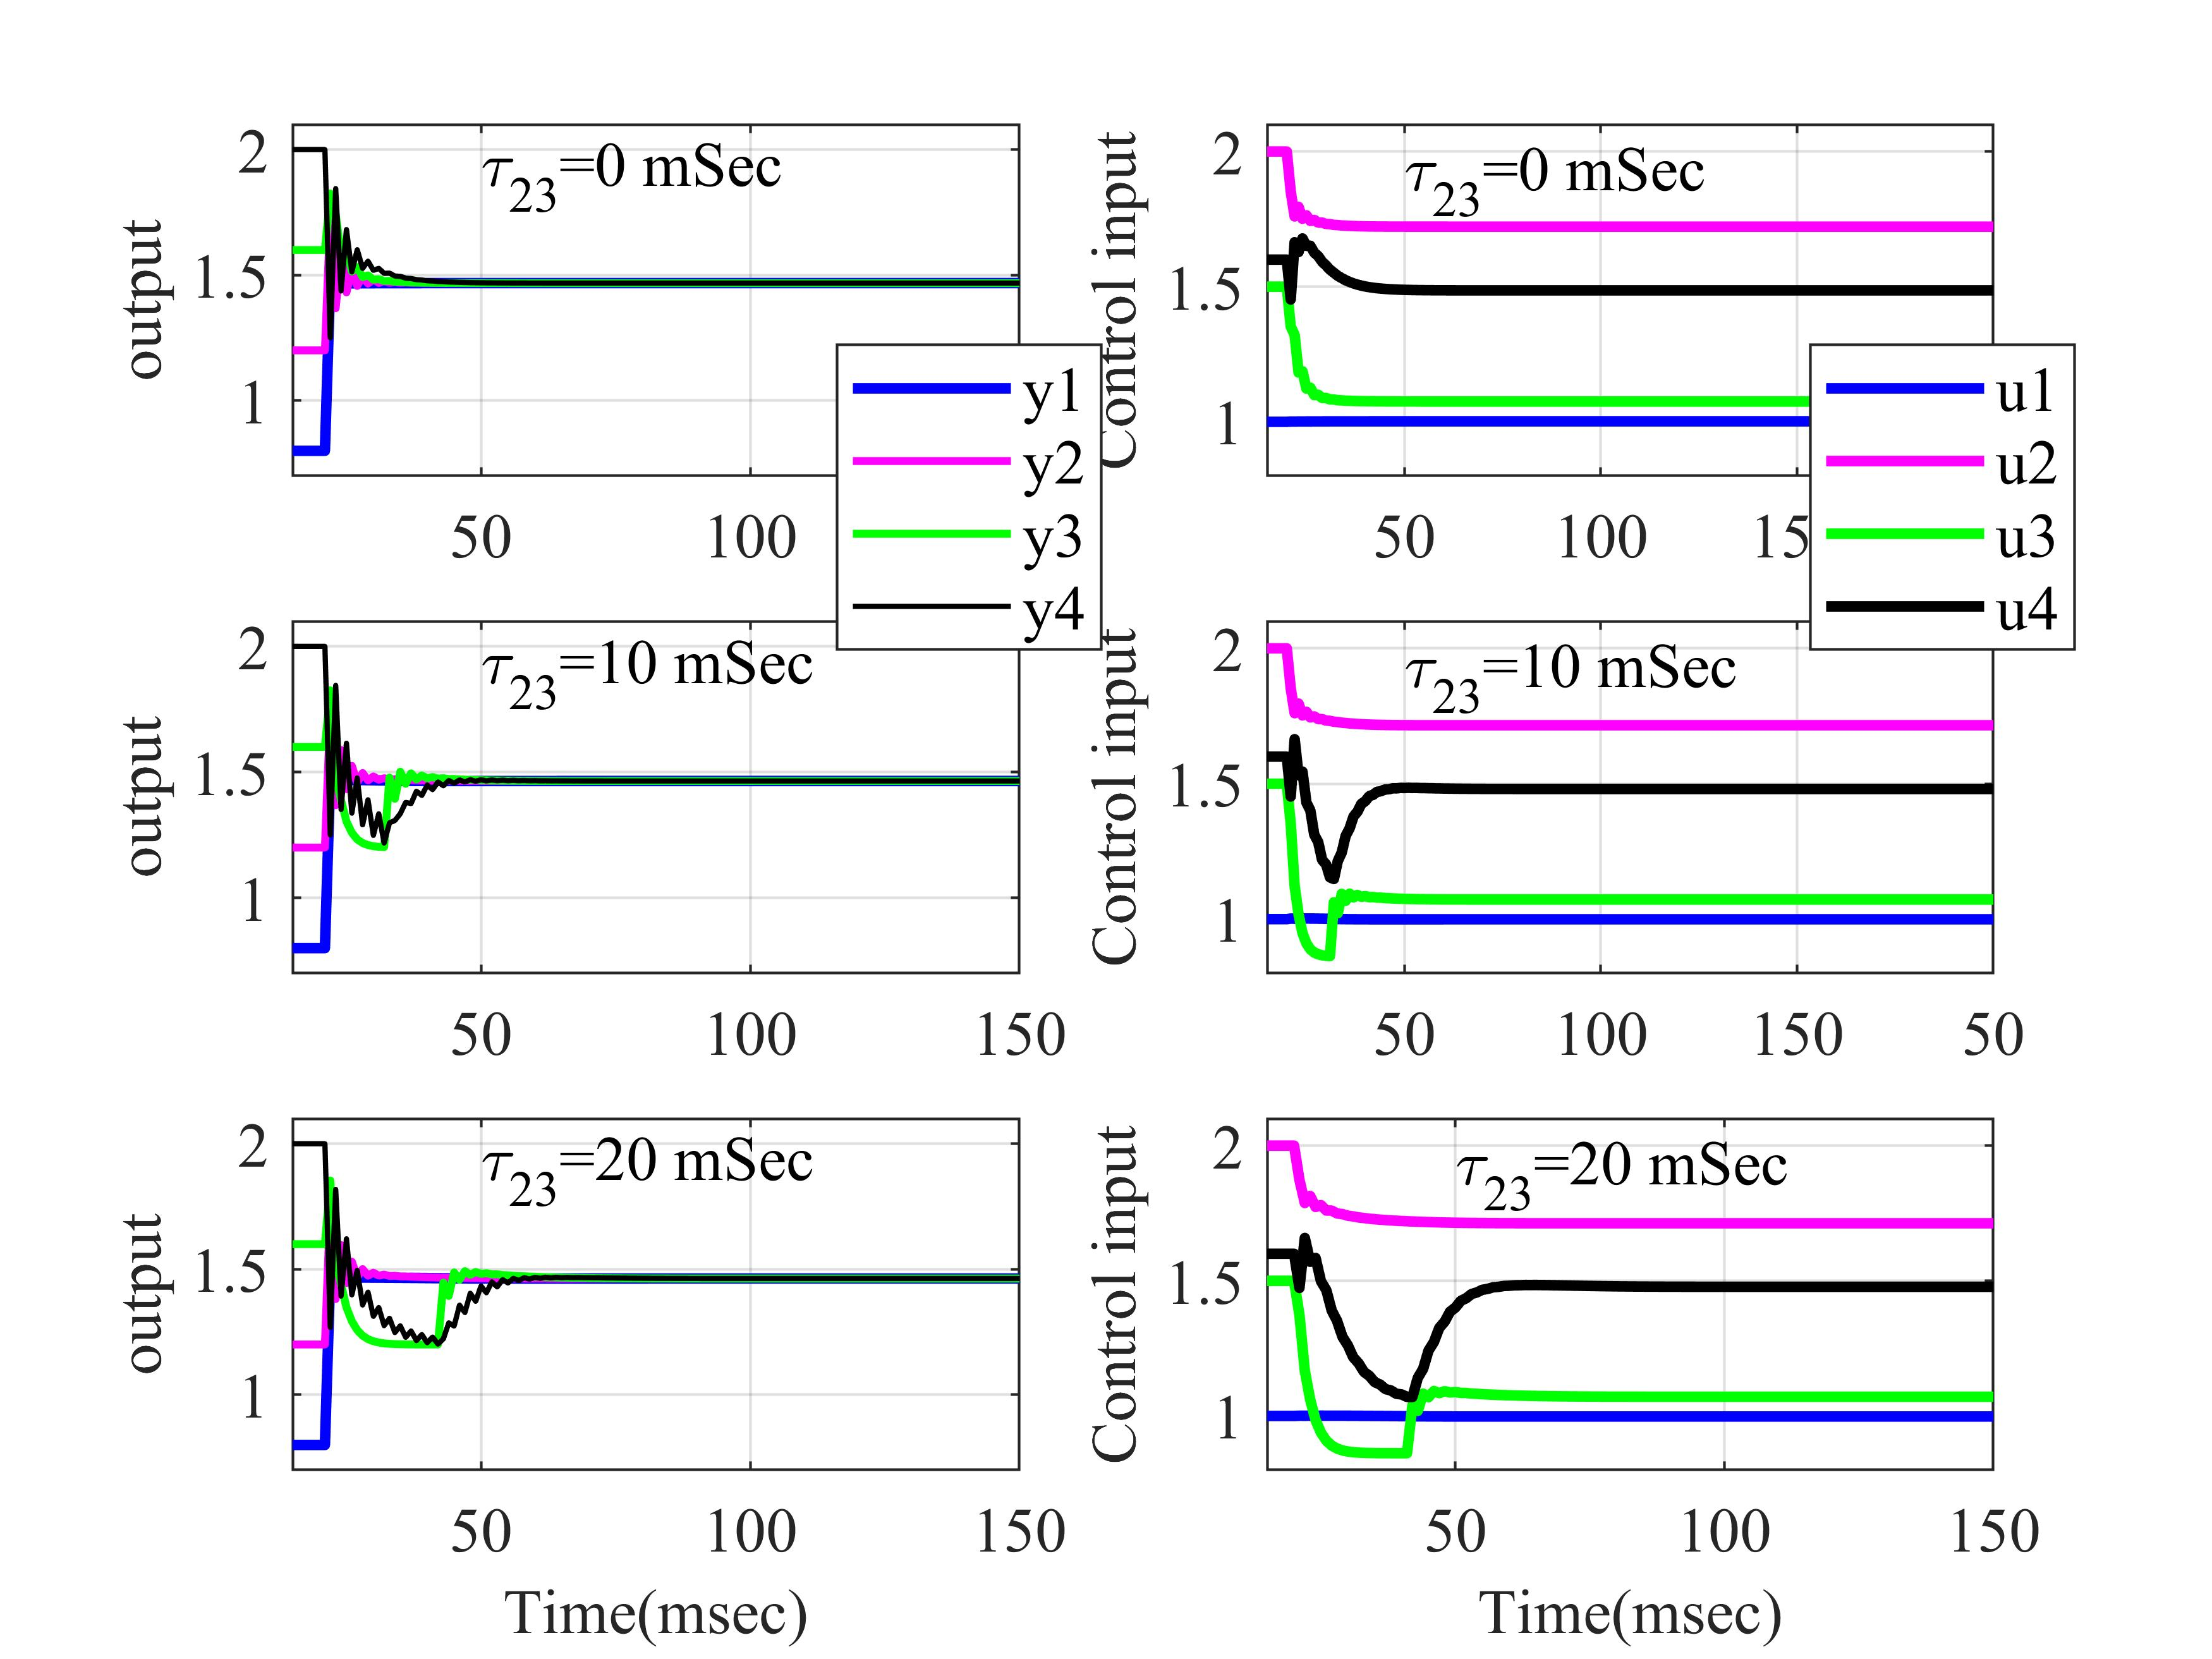 2
1.5
1
output
τ23=0 mSec
50
100
y1
y2
y3
y4
2
1.5
1
Control input
τ23=0 mSec
50
100
15
u1
u2
u3
u4
2
1.5
1
output
τ23=10 mSec
50
100
150
2
1.5
1
Control input
τ23=10 mSec
50
100
150
50
2
1.5
1
output
τ23=20 mSec
50
100
150
Time(msec)
2
1.5
1
Control input
τ23=20 mSec
50
100
150
Time(msec)